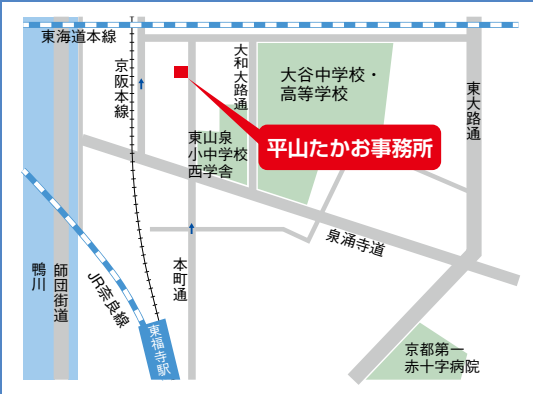 東海道本線
京阪本線
大和大路通
大谷中学校・
高等学校
東大路通
平山たかお事務所
東山泉
小中学校
西学舎
泉涌寺道
本町通
鴨川
師団街道
JR奈良線
東福寺駅
京都第一
赤十字病院